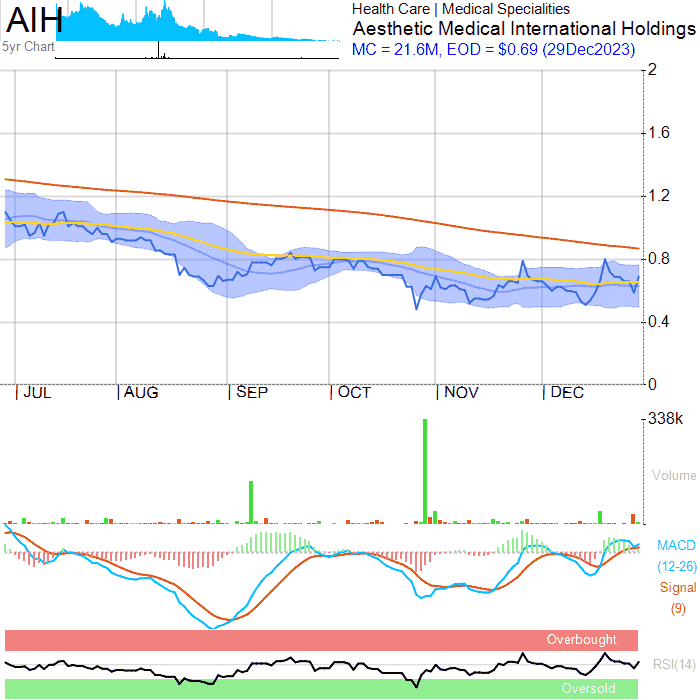 AIH
5yr Chart
Health Care | Medical Specialities
Aesthetic Medical International Holdings
MC = 21.6M, EOD = $0.69 (29Dec2023)
2
1.6
1.2
0.8
0.4
0
JUL AUG SEP OCT NOV DEC
338k
Volume
MACD
(12-26)
Signal
(9)
Overbought
RSI(14)
Oversold